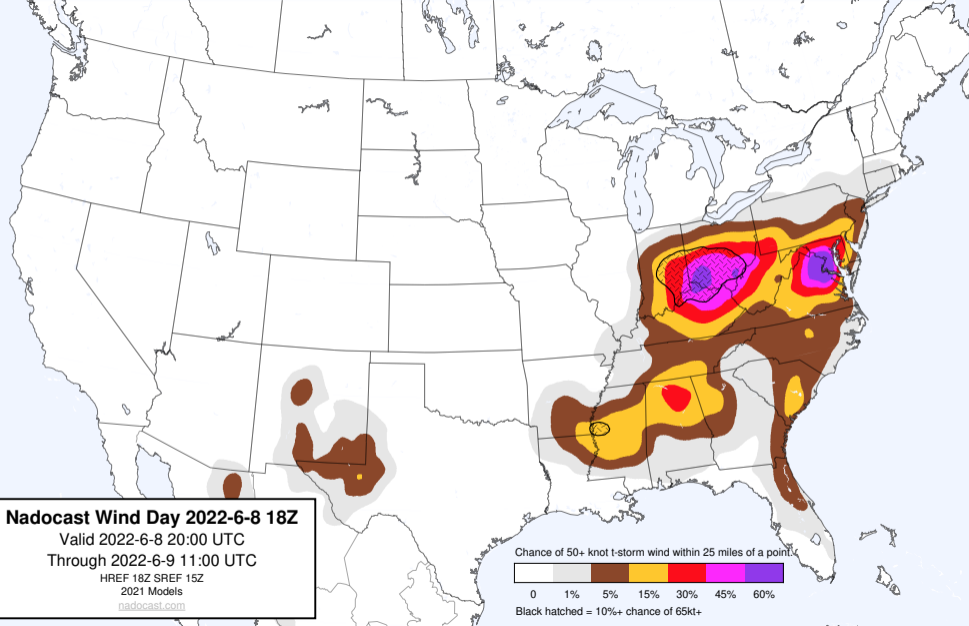 Nadocast Wind Day 2022-6-8 18Z
Valid 2022-6-8 20:00 UTC
Through 2022-6-9 11:00 UTC
HREF 18Z SREF 15Z
2021 Models
nadocast.com
Chance of 50+ knot t-storm wind within 25 miles of a point.
0 1% 5% 15% 30% 45% 60%
Black hatched = 10%+ chance of 65kt+